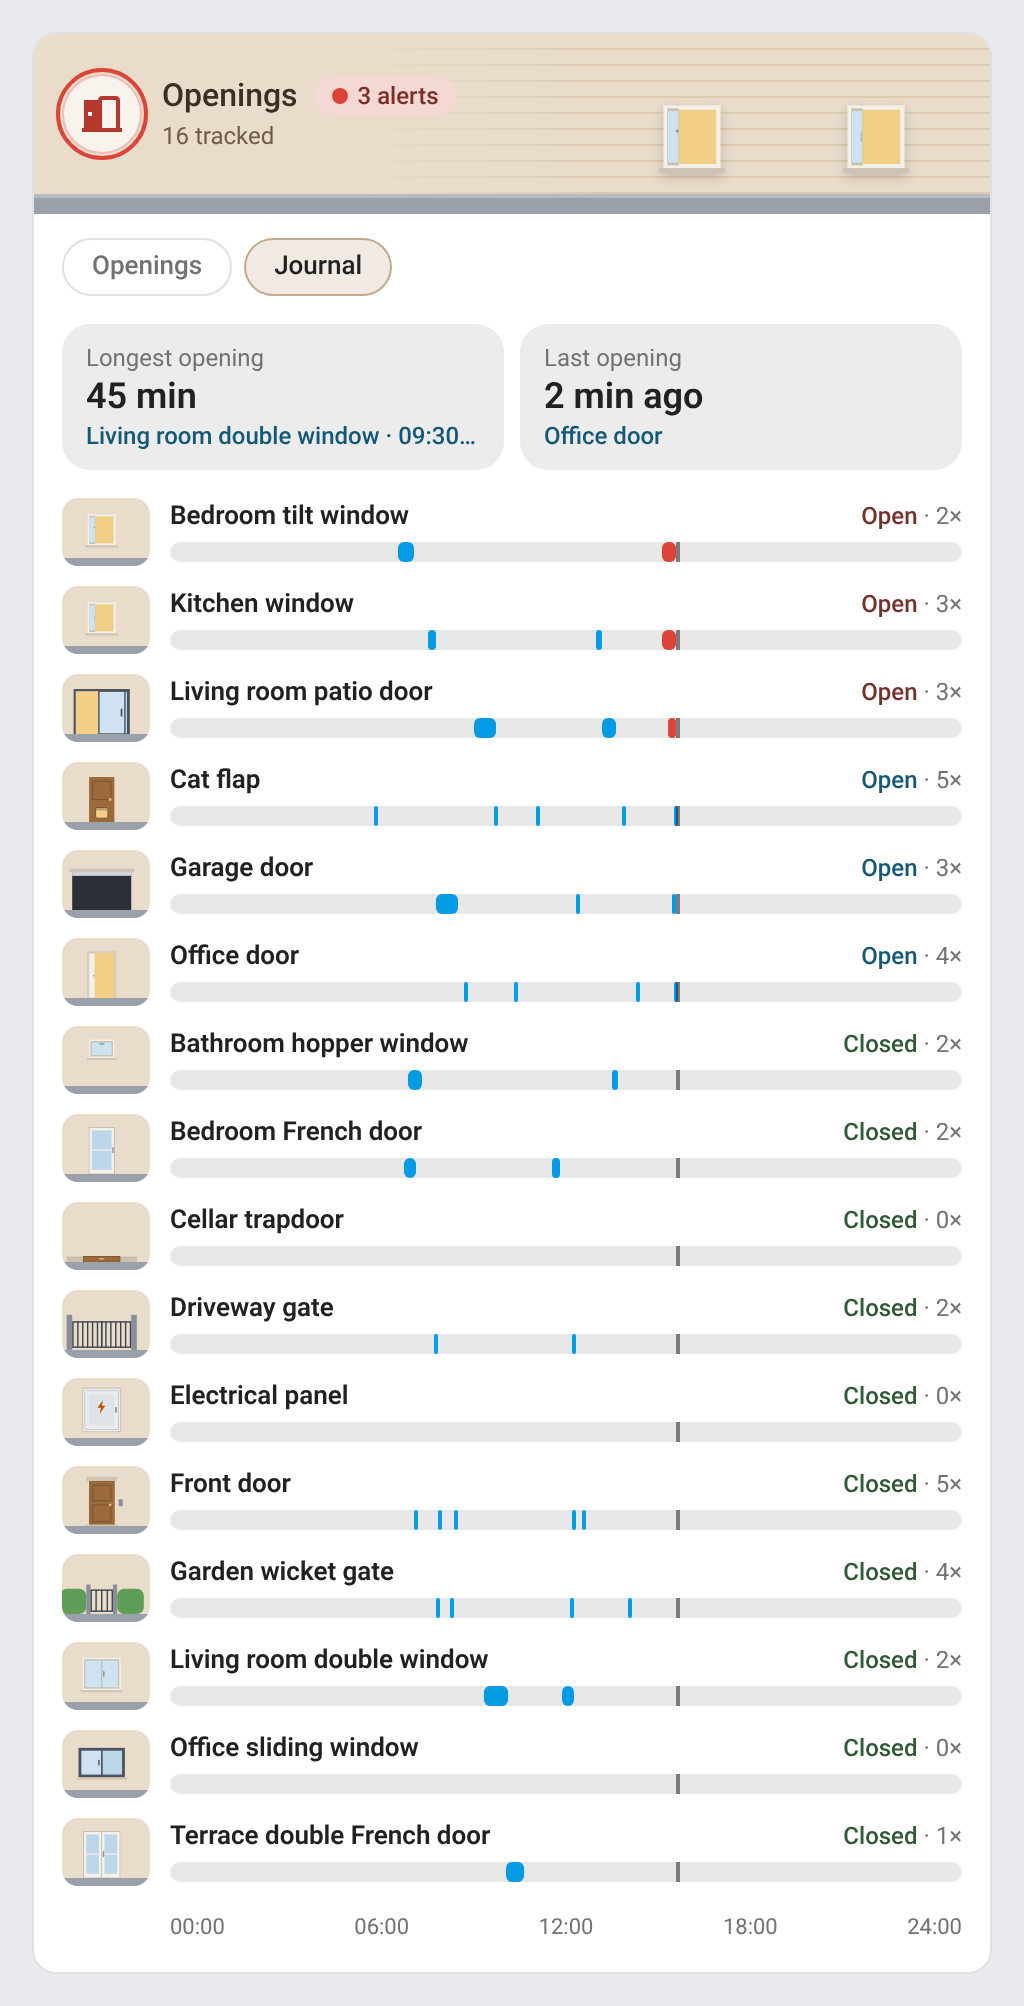 Openings
3 alerts
16 tracked
Openings
Journal
Longest opening
45 min
Living room double window · 09:30...
Last opening
2 min ago
Office door
Bedroom tilt window
Open · 2×
Kitchen window
Open · 3×
Living room patio door
Open · 3×
Cat flap
Open · 5×
Garage door
Open · 3×
Office door
Open · 4×
Bathroom hopper window
Closed · 2×
Bedroom French door
Closed · 2×
Cellar trapdoor
Closed · 0×
Driveway gate
Closed · 2×
Electrical panel
Closed · 0×
Front door
Closed · 5×
Garden wicket gate
Closed · 4×
Living room double window
Closed · 2×
Office sliding window
Closed · 0×
Terrace double French door
Closed · 1×
00:00 06:00 12:00 18:00 24:00